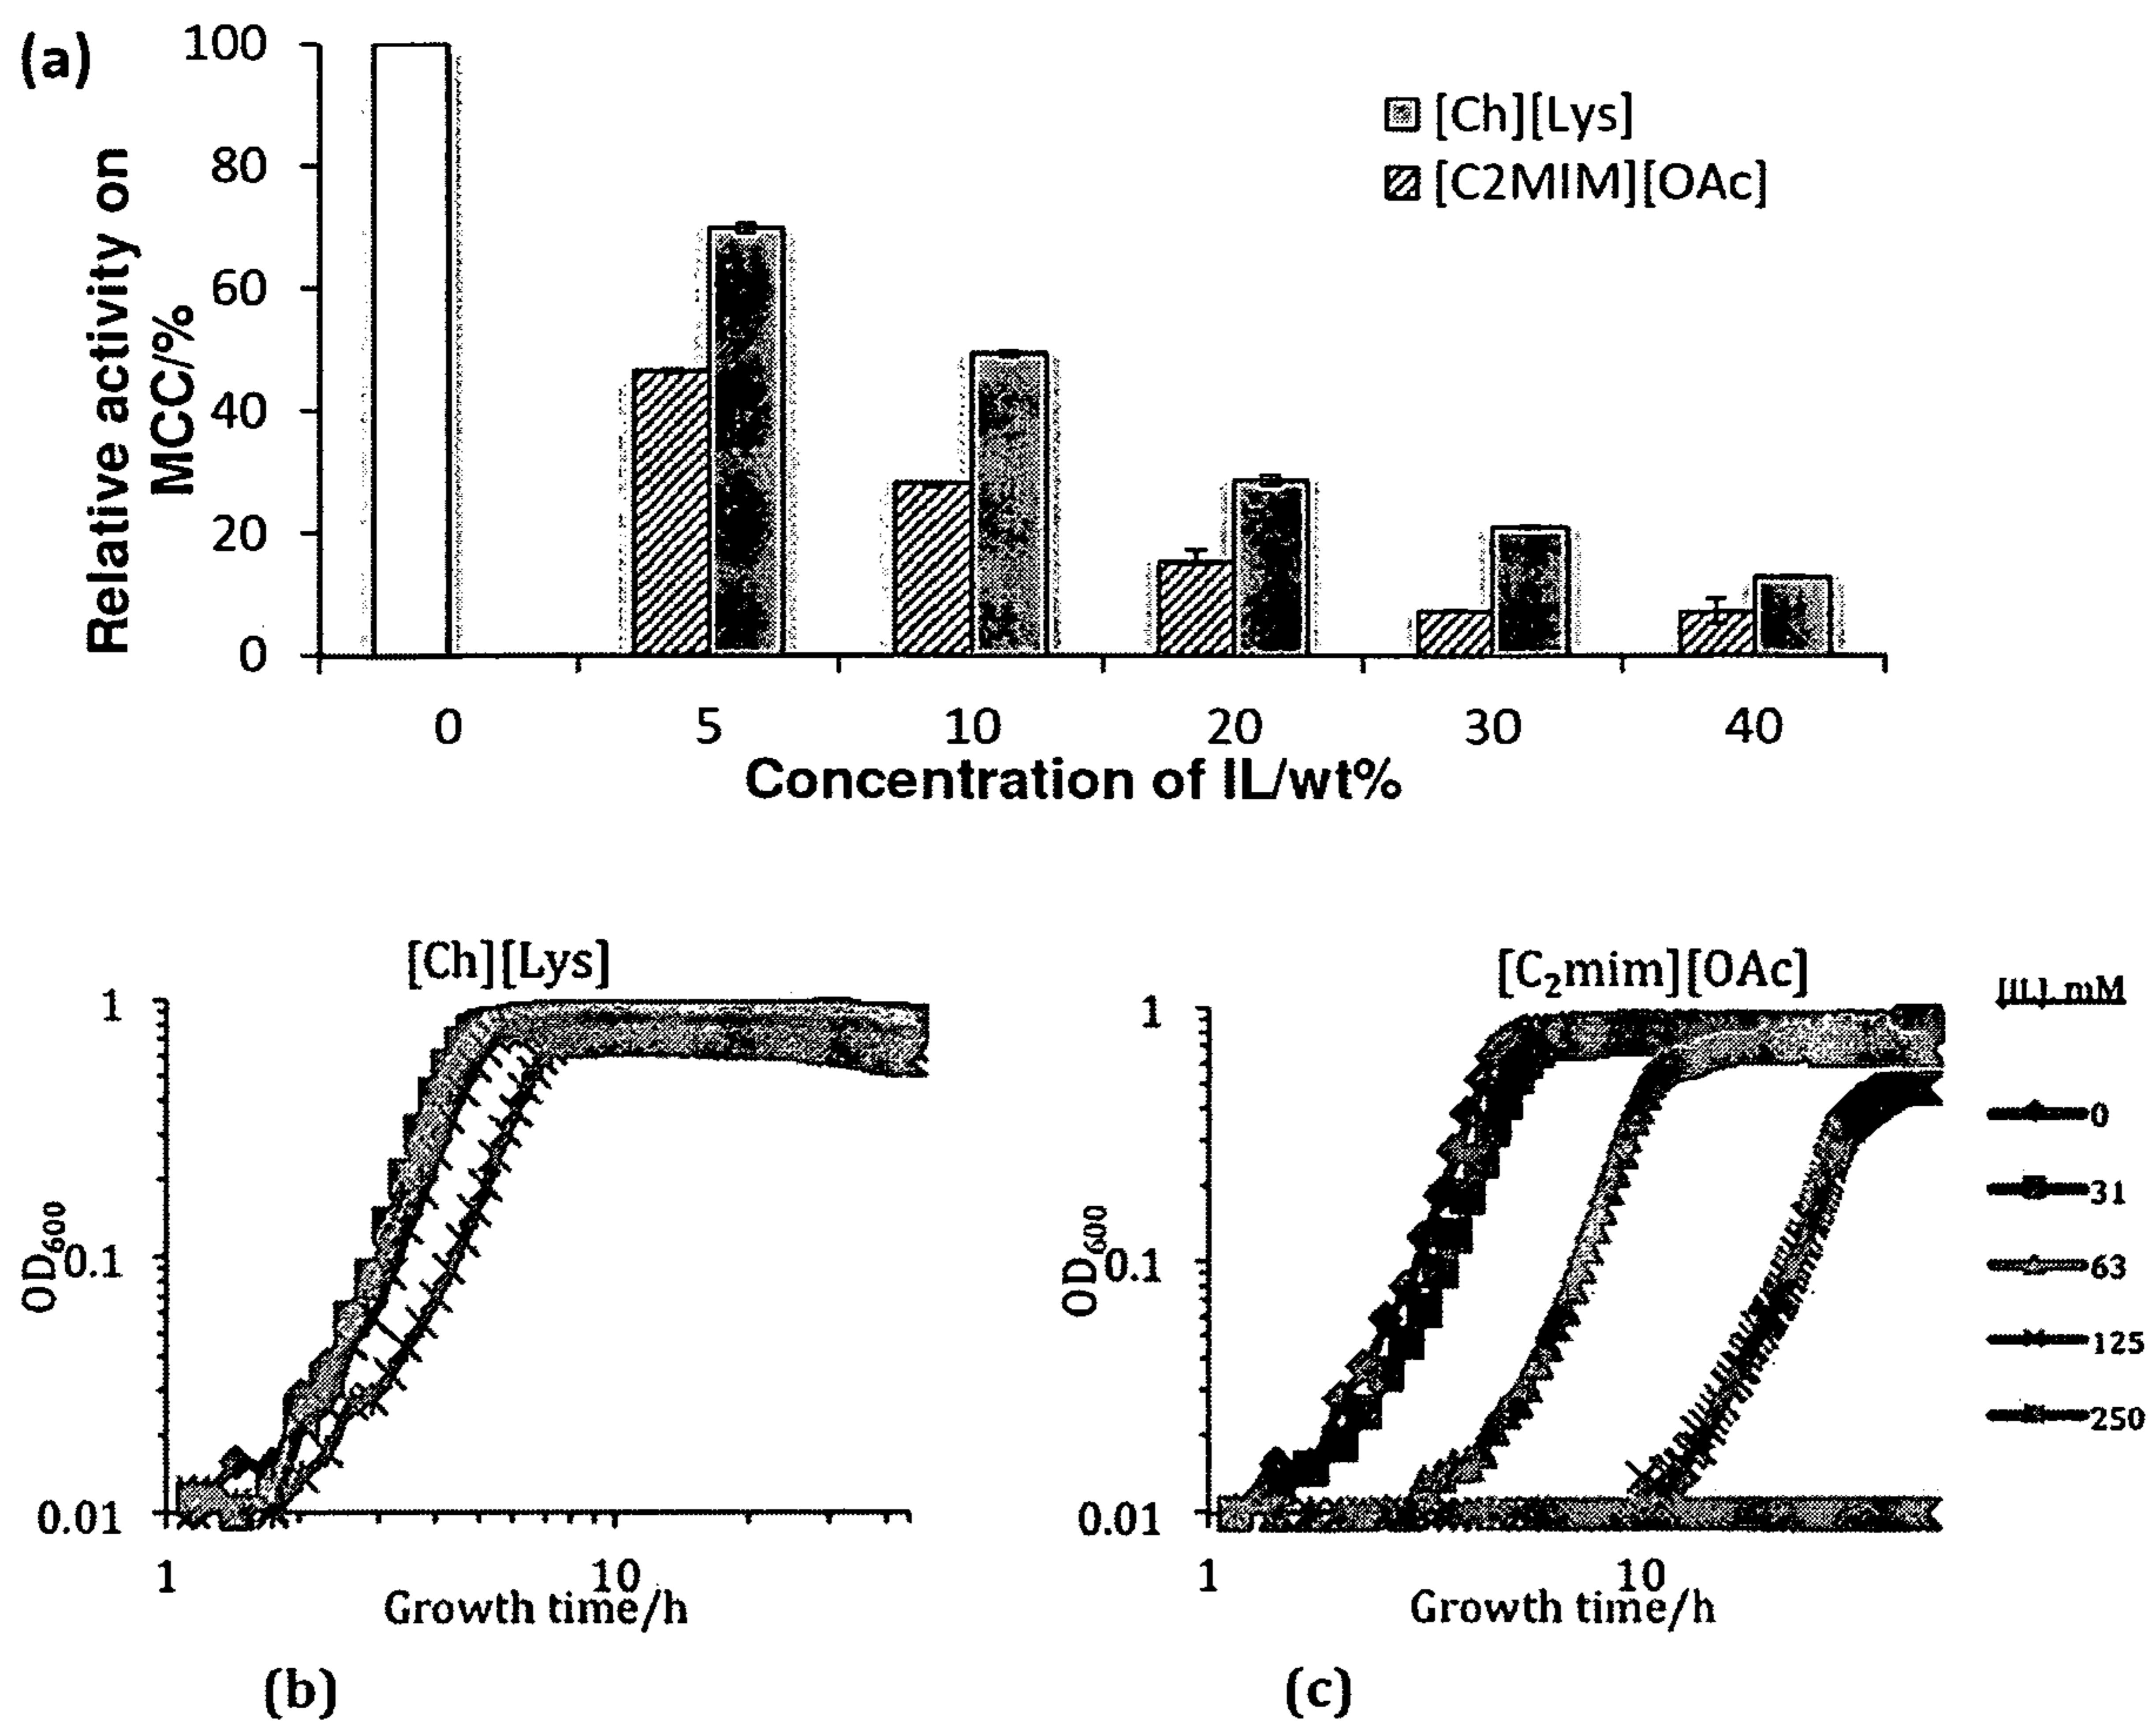 (a)
Relative activity on
MCC/%
100
80
60
40
20
0
[Ch][Lys]
[C2MIM][OAc]
0 5 10 20 30 40
Concentration of IL/wt%
[Ch][Lys]
OD600
1
0.1
0.01
1 10
Growth time/h
(b)
[C2mim][OAc]
OD600
1
0.1
0.01
1 10
Growth time/h
(c)
[IL], mM
0
31
63
125
250